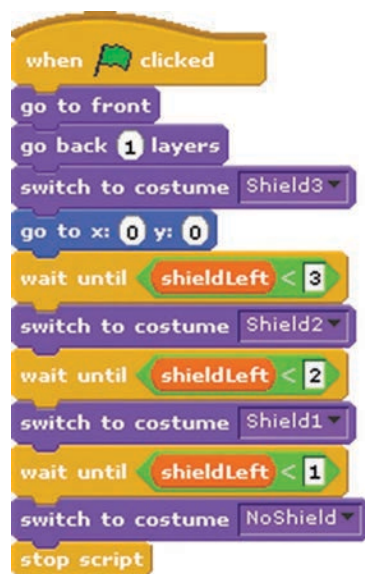 when clicked
go to front
go back 1 layers
switch to costume Shield3
go to x: 0 y: 0
wait until shieldLeft < 3
switch to costume Shield2
wait until shieldLeft < 2
switch to costume Shield1
wait until shieldLeft < 1
switch to costume NoShield
stop script